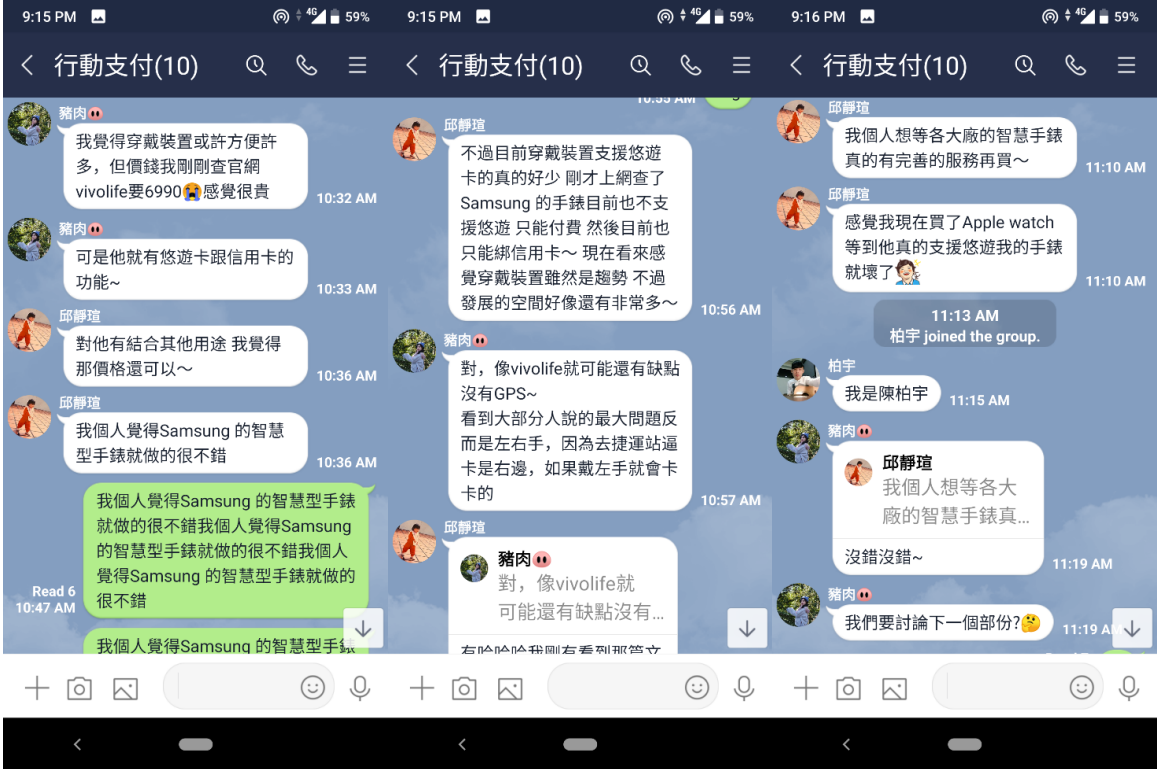 9:15 PM
4G
59%
行動支付(10)
豬肉🐽
我覺得穿戴裝置或許方便許
多，但價錢我剛剛查官網
vivolife要6990😭感覺很貴
10:32 AM
豬肉🐽
可是他就有悠遊卡跟信用卡的
功能~
10:33 AM
邱靜瑄
對他有結合其他用途 我覺得
那價格還可以～
10:36 AM
邱靜瑄
我個人覺得Samsung 的智慧
型手錶就做的很不錯
10:36 AM
我個人覺得Samsung 的智慧型手錶
就做的很不錯我個人覺得Samsung
的智慧型手錶就做的很不錯我個人
覺得Samsung 的智慧型手錶就做的
很不錯
Read 6
10:47 AM
我個人覺得Samsung 的智慧型手錶
9:15 PM
4G
59%
行動支付(10)
10:55 AM
邱靜瑄
不過目前穿戴裝置支援悠遊
卡的真的好少 剛才上網查了
Samsung 的手錶目前也不支
援悠遊 只能付費 然後目前也
只能綁信用卡～ 現在看來感
覺穿戴裝置雖然是趨勢 不過
發展的空間好像還有非常多～
10:56 AM
豬肉🐽
對，像vivolife就可能還有缺點
沒有GPS~
看到大部分人說的最大問題反
而是左右手，因為去捷運站逼
卡是右邊，如果戴左手就會卡
卡的
10:57 AM
邱靜瑄
豬肉🐽
對，像vivolife就
可能還有缺點沒有...
有哈哈哈我剛有看到那篇文
9:16 PM
4G
59%
行動支付(10)
邱靜瑄
我個人想等各大廠的智慧手錶
真的有完善的服務再買～
11:10 AM
邱靜瑄
感覺我現在買了Apple watch
等到他真的支援悠遊我的手錶
就壞了
11:10 AM
11:13 AM
柏宇 joined the group.
柏宇
我是陳柏宇
11:15 AM
豬肉🐽
邱靜瑄
我個人想等各大
廠的智慧手錶真...
沒錯沒錯~
11:19 AM
豬肉🐽
我們要討論下一個部份?🤔
11:19 AM